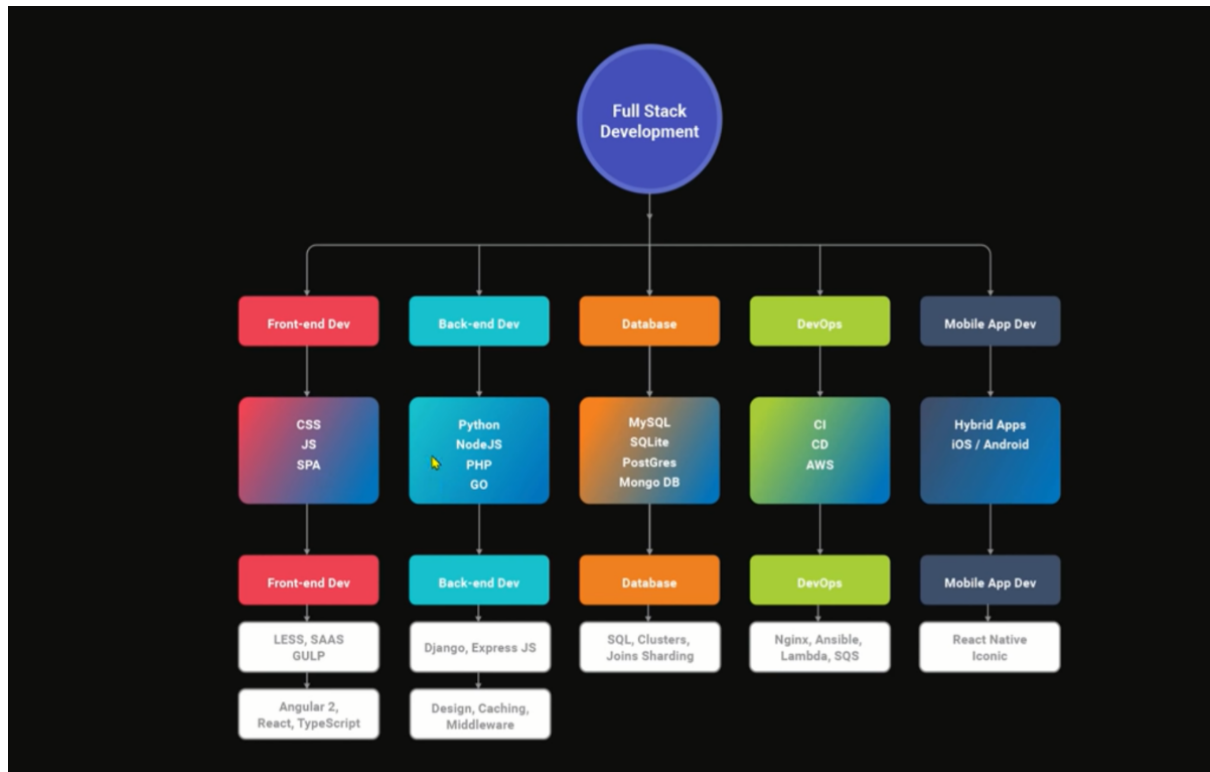 Full Stack
Development
Front-end Dev
Back-end Dev
Database
DevOps
Mobile App Dev
CSS
JS
SPA
Python
NodeJS
PHP
GO
MySQL
SQLite
PostGres
Mongo DB
CI
CD
AWS
Hybrid Apps
iOS / Android
Front-end Dev
Back-end Dev
Database
DevOps
Mobile App Dev
LESS, SAAS
GULP
Django, Express JS
SQL, Clusters,
Joins Sharding
Nginx, Ansible,
Lambda, SQS
React Native
Iconic
Angular 2,
React, TypeScript
Design, Caching,
Middleware